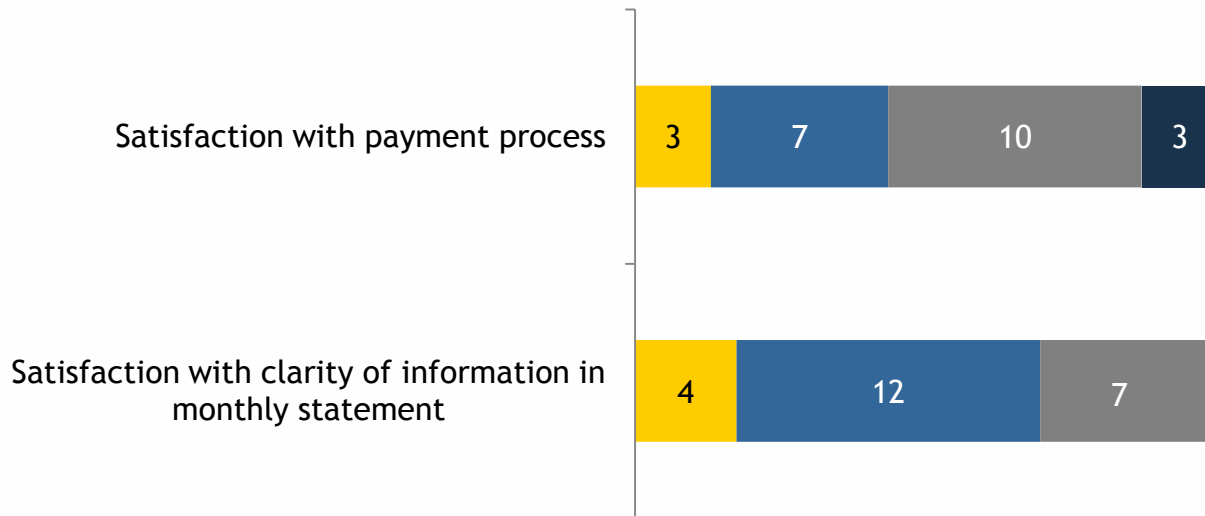 Satisfaction with payment process
3 7 10 3
Satisfaction with clarity of information in
monthly statement
4 12 7